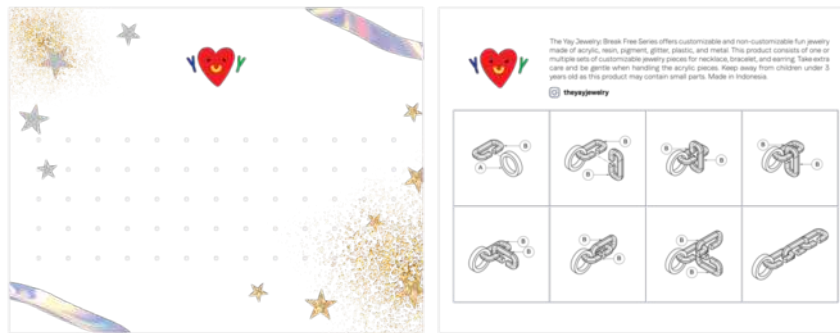 Y Y
Y Y
The Yay Jewelry: Break Free Series offers customizable and non-customizable fun jewelry
made of acrylic, resin, pigment, glitter, plastic, and metal. This product consists of one or
multiple sets of customizable jewelry pieces for necklace, bracelet, and earring. Take extra
care and be gentle when handling the acrylic pieces. Keep away from children under 3
years old as this product may contain small parts. Made in Indonesia.
theyayjewelry
B
A
B
B
B
B
B
B
B
B
B
B
B
B